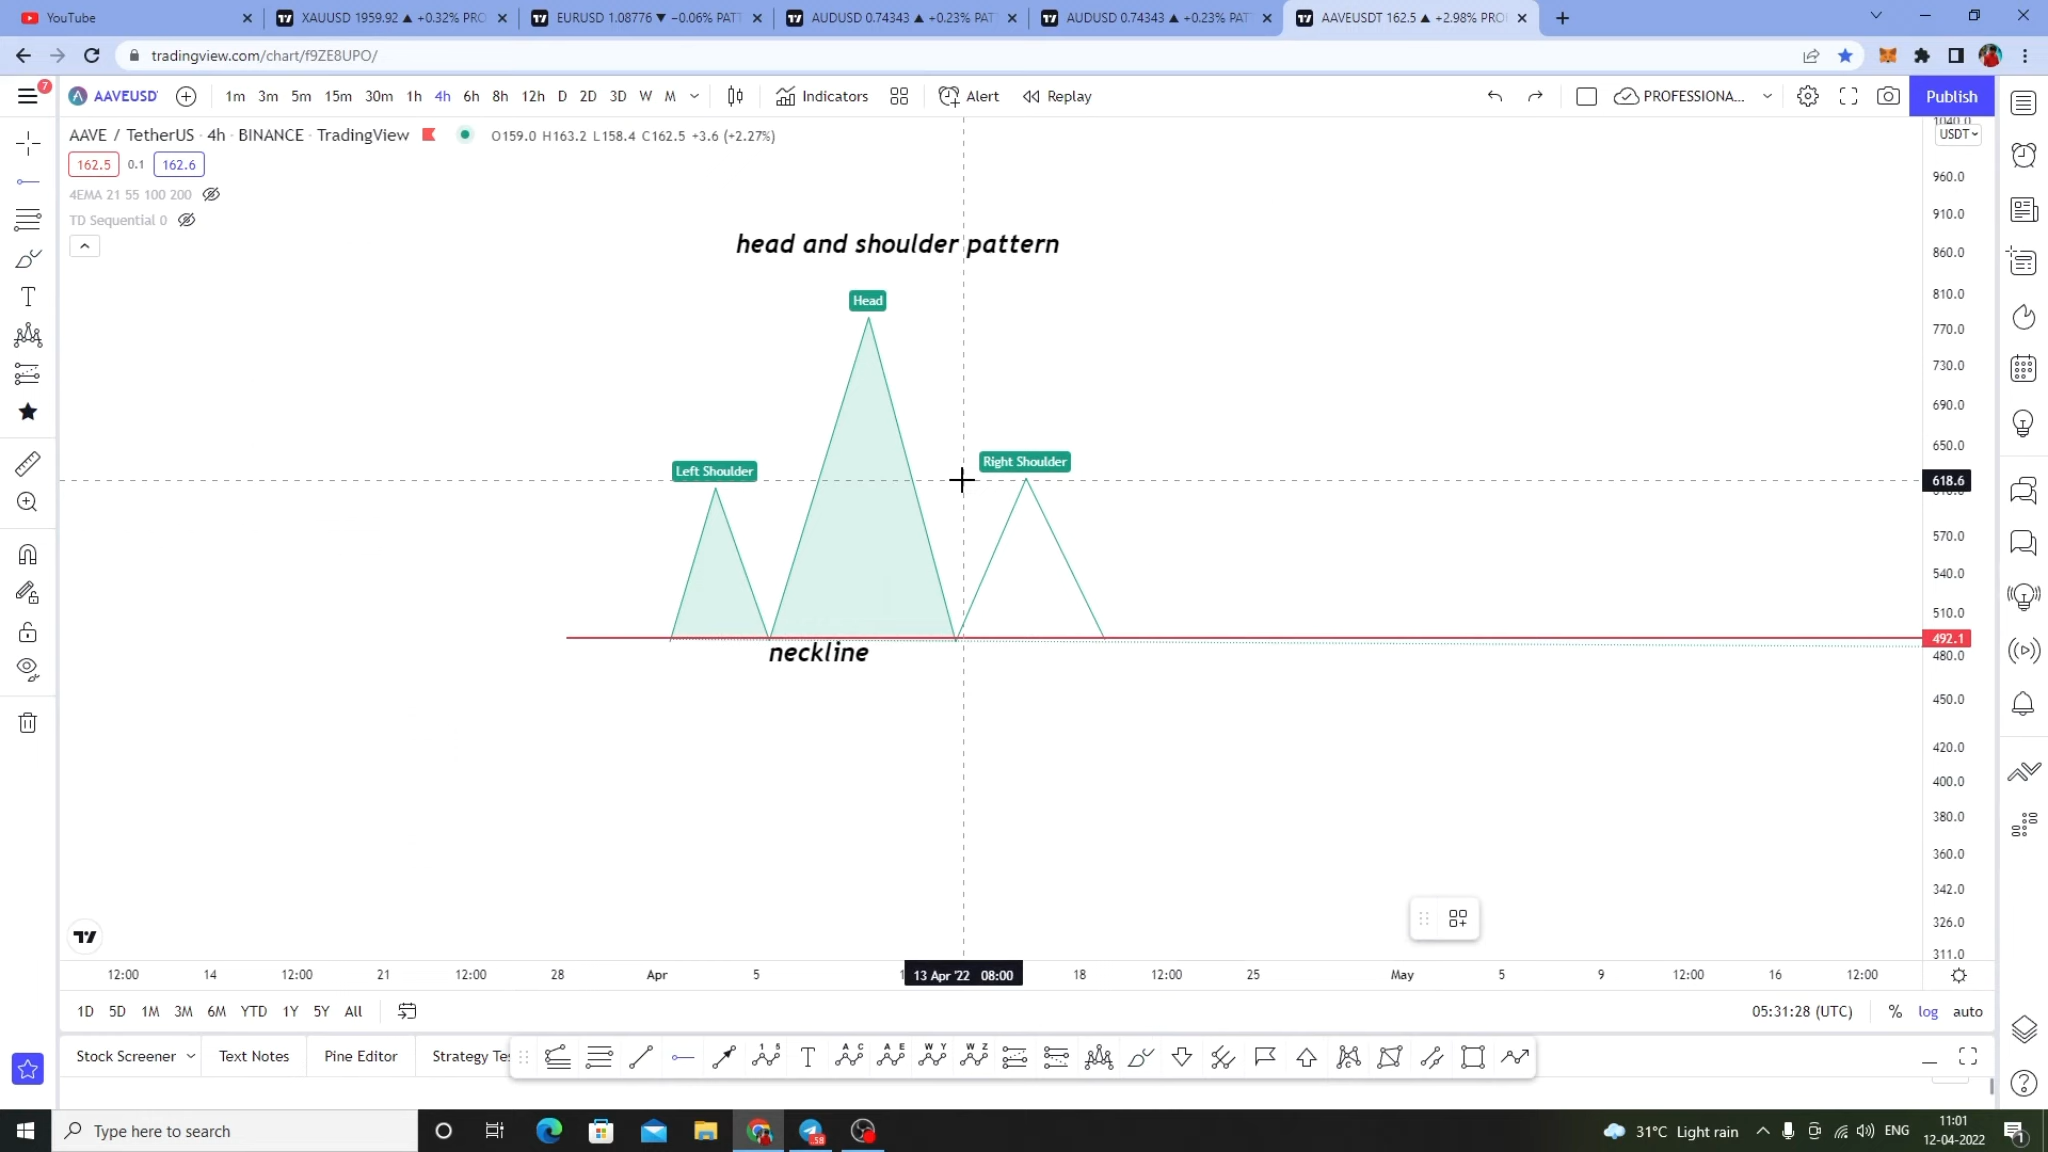 YouTube
XAUUSD 1959.92 ▲ +0.32% PRO
EURUSD 1.08776 ▼ −0.06% PATT
AUDUSD 0.74343 ▲ +0.23% PAT
AUDUSD 0.74343 ▲ +0.23% PAT
AAVEUSDT 162.5 ▲ +2.98% PRO
tradingview.com/chart/f9ZE8UPO/
7
AAVEUSD
1m 3m 5m 15m 30m 1h 4h 6h 8h 12h D 2D 3D W M
Indicators
Alert
Replay
PROFESSIONA...
Publish
AAVE / TetherUS · 4h · BINANCE · TradingView
O159.0 H163.2 L158.4 C162.5 +3.6 (+2.27%)
162.5 0.1 162.6
4EMA 21 55 100 200
TD Sequential 0
head and shoulder pattern
Head
Left Shoulder
Right Shoulder
neckline
1040.0
USDT
960.0
910.0
860.0
810.0
770.0
730.0
690.0
650.0
618.6
570.0
540.0
510.0
492.1
480.0
450.0
420.0
400.0
380.0
360.0
342.0
326.0
311.0
12:00 14 12:00 21 12:00 28 Apr 5 13 Apr '22 08:00 18 12:00 25 May 5 9 12:00 16 12:00
1D 5D 1M 3M 6M YTD 1Y 5Y All
05:31:28 (UTC) % log auto
Stock Screener
Text Notes
Pine Editor
Strategy Te
Type here to search
58
31°C Light rain
ENG
11:01
12-04-2022
1